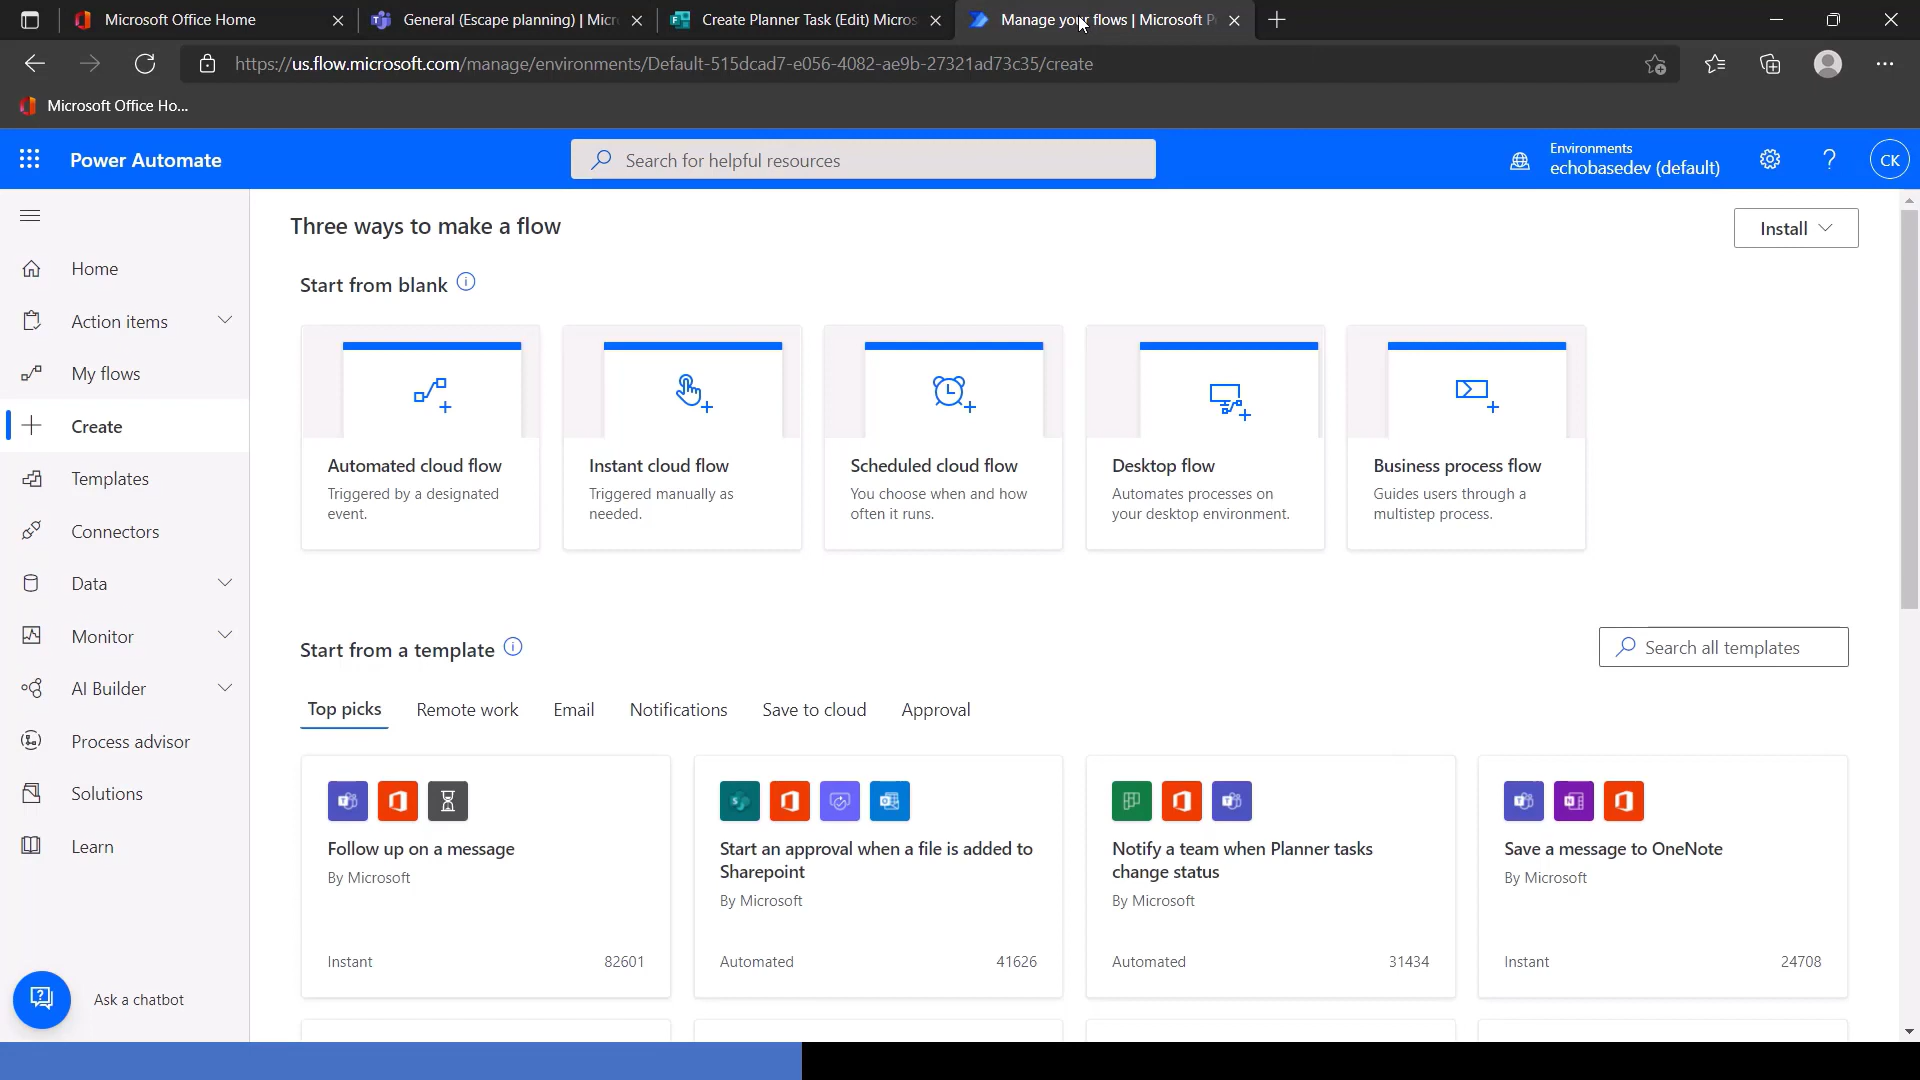 Microsoft Office Home
General (Escape planning) | Micr
Create Planner Task (Edit) Micros
Manage your flows | Microsoft P
https://us.flow.microsoft.com/manage/environments/Default-515dcad7-e056-4082-ae9b-27321ad73c35/create
Microsoft Office Ho...
Power Automate
Search for helpful resources
Environments
echobasedev (default)
?
CK
Home
Action items
My flows
Create
Templates
Connectors
Data
Monitor
AI Builder
Process advisor
Solutions
Learn
Ask a chatbot
Three ways to make a flow
Install
Start from blank
Automated cloud flow
Triggered by a designated
event.
Instant cloud flow
Triggered manually as
needed.
Scheduled cloud flow
You choose when and how
often it runs.
Desktop flow
Automates processes on
your desktop environment.
Business process flow
Guides users through a
multistep process.
Start from a template
Search all templates
Top picks
Remote work
Email
Notifications
Save to cloud
Approval
Follow up on a message
By Microsoft
Instant
82601
Start an approval when a file is added to
Sharepoint
By Microsoft
Automated
41626
Notify a team when Planner tasks
change status
By Microsoft
Automated
31434
Save a message to OneNote
By Microsoft
Instant
24708